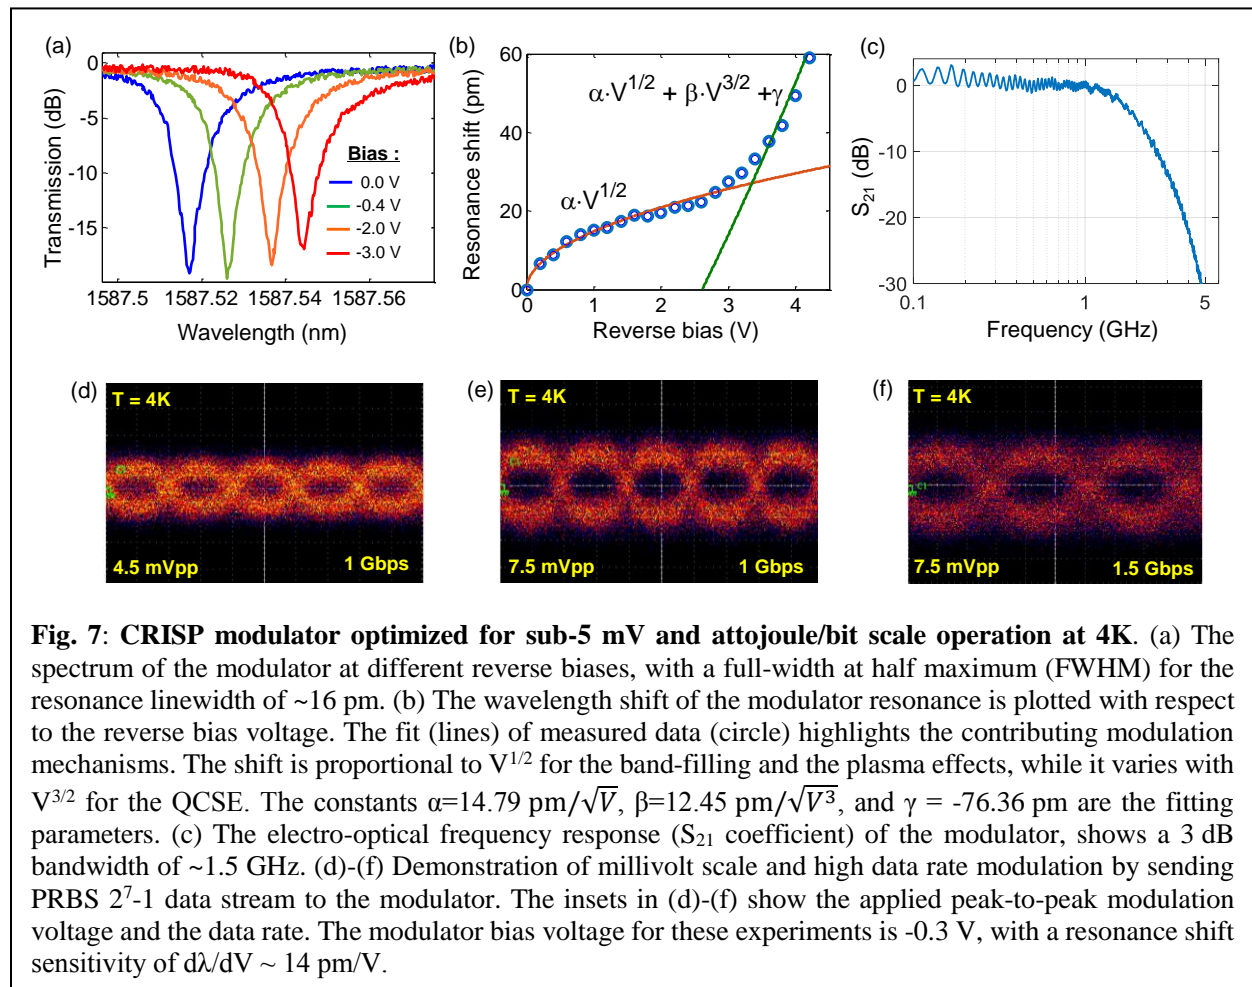 (a)
0
-5
-10
-15
Transmission (dB)
Bias :
0.0 V
-0.4 V
-2.0 V
-3.0 V
1587.5 1587.52 1587.54 1587.56
Wavelength (nm)
(b)
60
40
20
0
Resonance shift (pm)
α·V1/2 + β·V3/2 +γ
α·V1/2
0 1 2 3 4
Reverse bias (V)
(c)
0
-10
-20
-30
S21 (dB)
0.1 1 5
Frequency (GHz)
(d)
T = 4K
C1
4.5 mVpp 1 Gbps
(e)
T = 4K
7.5 mVpp 1 Gbps
(f)
T = 4K
C1
7.5 mVpp 1.5 Gbps
Fig. 7: CRISP modulator optimized for sub-5 mV and attojoule/bit scale operation at 4K. (a) The
spectrum of the modulator at different reverse biases, with a full-width at half maximum (FWHM) for the
resonance linewidth of ~16 pm. (b) The wavelength shift of the modulator resonance is plotted with respect
to the reverse bias voltage. The fit (lines) of measured data (circle) highlights the contributing modulation
mechanisms. The shift is proportional to V1/2 for the band-filling and the plasma effects, while it varies with
V3/2 for the QCSE. The constants α=14.79 pm/√V, β=12.45 pm/√V3, and γ = -76.36 pm are the fitting
parameters. (c) The electro-optical frequency response (S21 coefficient) of the modulator, shows a 3 dB
bandwidth of ~1.5 GHz. (d)-(f) Demonstration of millivolt scale and high data rate modulation by sending
PRBS 27-1 data stream to the modulator. The insets in (d)-(f) show the applied peak-to-peak modulation
voltage and the data rate. The modulator bias voltage for these experiments is -0.3 V, with a resonance shift
sensitivity of dλ/dV ~ 14 pm/V.